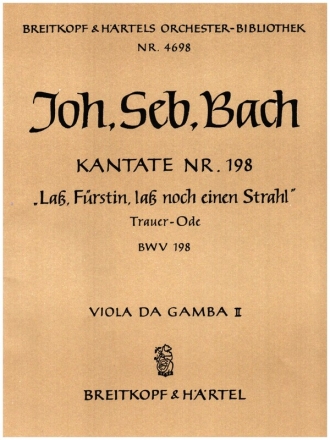 BREITKOPF & HÄRTELS ORCHESTER-BIBLIOTHEK
NR. 4698
Joh. Seb. Bach
KANTATE NR. 198
„Laß, Fürstin, laß noch einen Strahl"
Trauer-Ode
BWV 198
VIOLA DA GAMBA II
BREITKOPF & HÄRTEL